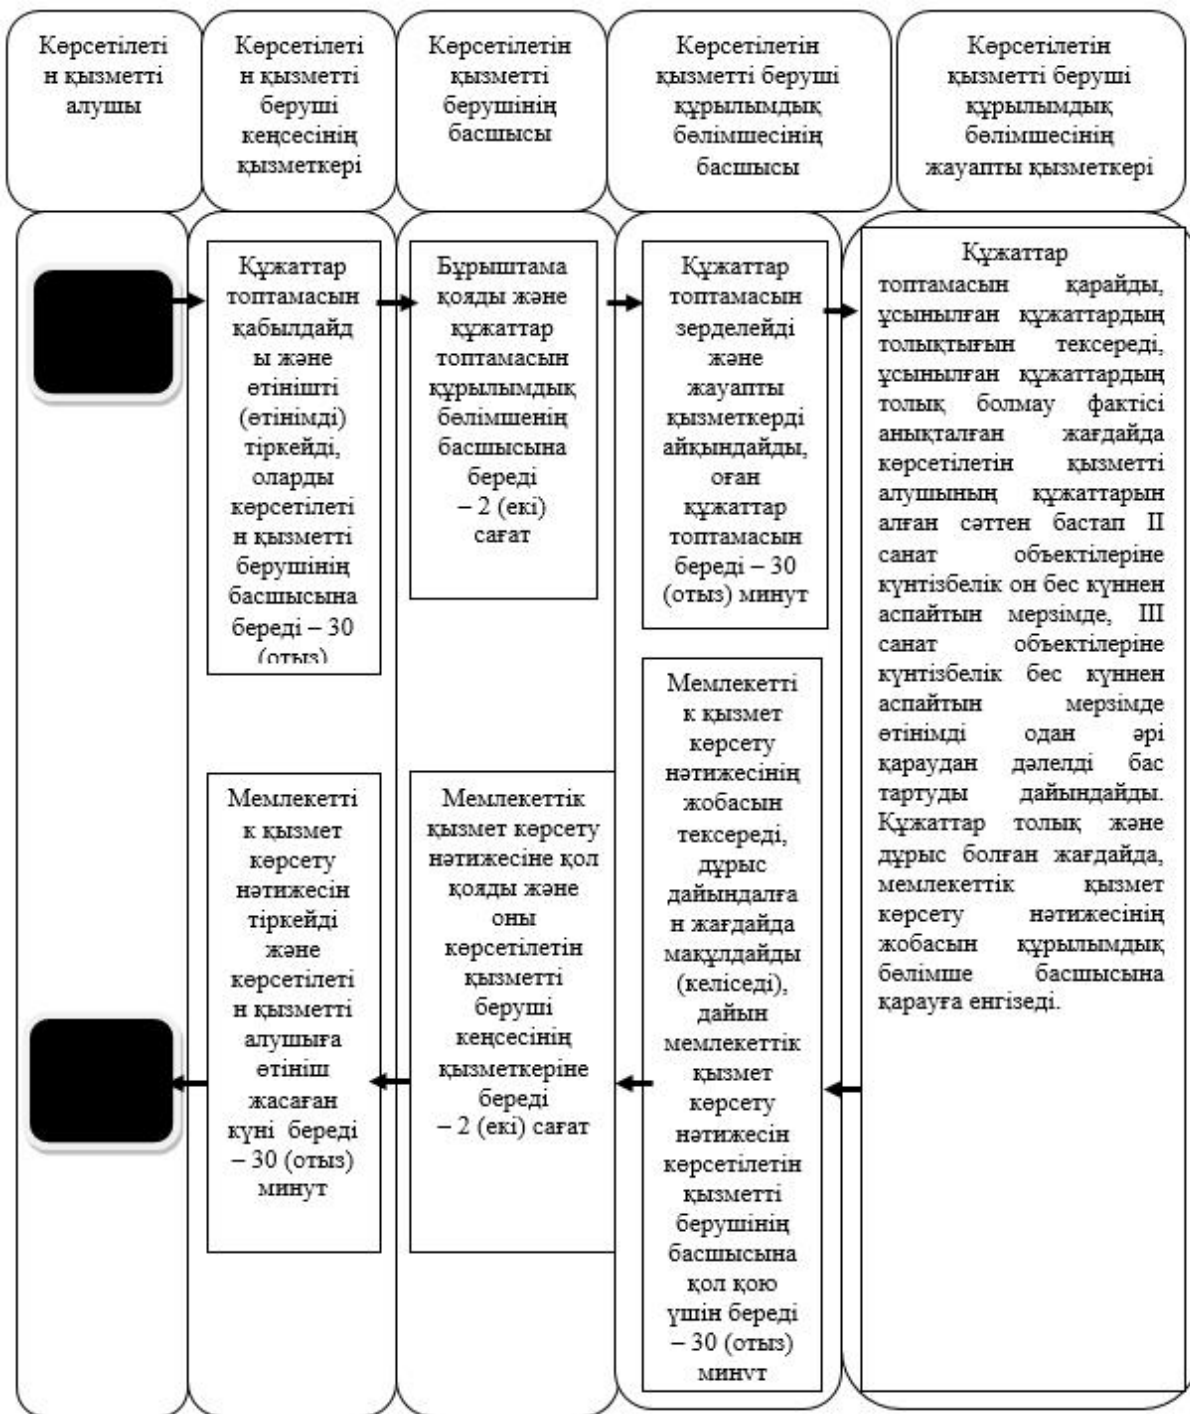 Көрсетілеті
н қызметті
алушы
Көрсетілеті
н қызметті
беруші
кеңсесінің
қызметкері
Көрсетілетін
қызметті
берушінің
басшысы
Көрсетілетін
қызметті беруші
құрылымдық
бөлімшесінің
басшысы
Көрсетілетін
қызметті беруші
құрылымдық
бөлімшесінің
жауапты қызметкері
Құжаттар
топтамасын
қабылдайд
ы және
өтінішті
(өтінімді)
тіркейді,
оларды
көрсетілеті
н қызметті
берушінің
басшысына
береді – 30
(отыз)
Бұрыштама
қояды және
құжаттар
топтамасын
құрылымдық
бөлімшенің
басшысына
береді
– 2 (екі)
сағат
Құжаттар
топтамасын
зерделейді
және
жауапты
қызметкерді
айқындайды,
оған
құжаттар
топтамасын
береді – 30
(отыз) минут
Құжаттар
топтамасын қарайды,
ұсынылған құжаттардың
толықтығын тексереді,
ұсынылған құжаттардың
толық болмау фактісі
анықталған жағдайда
көрсетілетін қызметті
алушының құжаттарын
алған сәттен бастап II
санат объектілеріне
күнтізбелік он бес күннен
аспайтын мерзімде, III
санат объектілеріне
күнтізбелік бес күннен
аспайтын мерзімде
өтінімді одан әрі
қараудан дәлелді бас
тартуды дайындайды.
Құжаттар толық және
дұрыс болған жағдайда,
мемлекеттік қызмет
көрсету нәтижесінің
жобасын құрылымдық
бөлімше басшысына
қарауға енгізеді.
Мемлекетті
к қызмет
көрсету
нәтижесінің
жобасын
тексереді,
дұрыс
дайындалға
н жағдайда
мақұлдайды
(келіседі),
дайын
мемлекеттік
қызмет
көрсету
нәтижесін
көрсетілетін
қызметті
берушінің
басшысына
қол қою
үшін береді
– 30 (отыз)
минут
Мемлекеттік
қызмет көрсету
нәтижесіне қол
қояды және
оны
көрсетілетін
қызметті
беруші
кеңсесінің
қызметкеріне
береді
– 2 (екі) сағат
Мемлекетті
к қызмет
көрсету
нәтижесін
тіркейді
және
көрсетілеті
н қызметті
алушыға
өтініш
жасаған
күні береді
– 30 (отыз)
минут